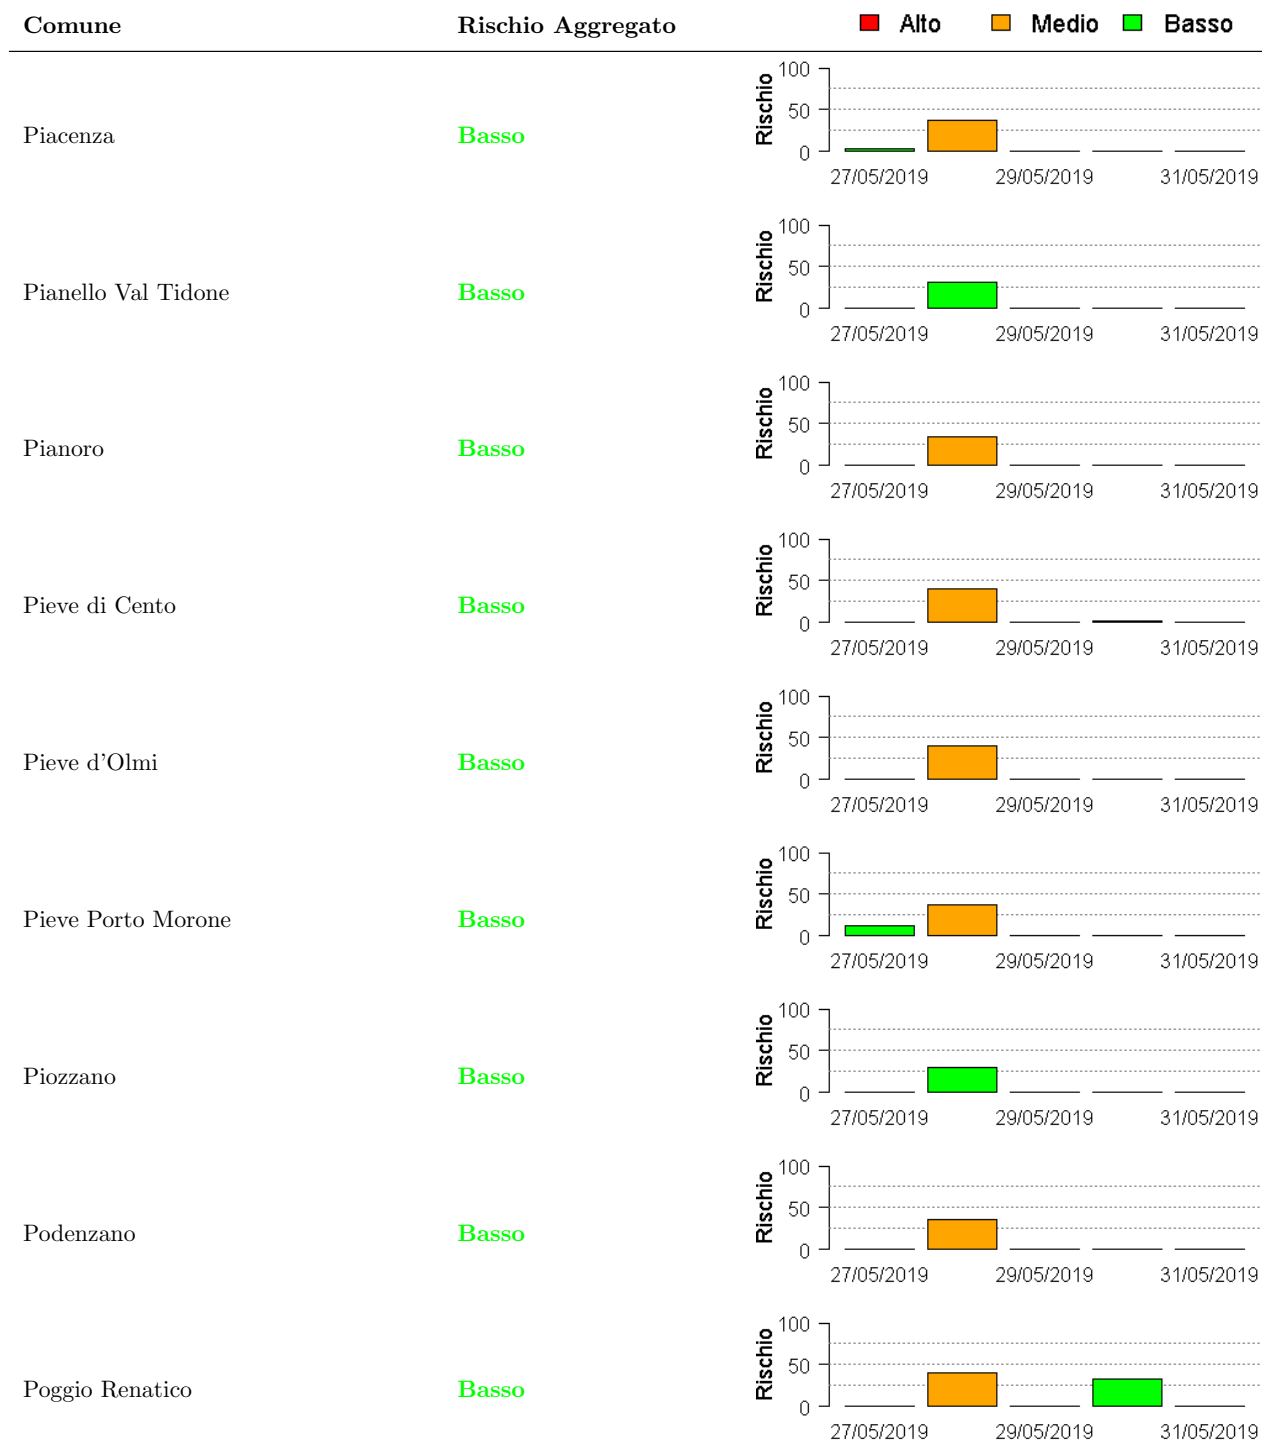 Comune Rischio Aggregato Alto Medio Basso
Piacenza Basso
Rischio
100
50
0
27/05/2019 29/05/2019 31/05/2019
Pianello Val Tidone Basso
Rischio
100
50
0
27/05/2019 29/05/2019 31/05/2019
Pianoro Basso
Rischio
100
50
0
27/05/2019 29/05/2019 31/05/2019
Pieve di Cento Basso
Rischio
100
50
0
27/05/2019 29/05/2019 31/05/2019
Pieve d'Olmi Basso
Rischio
100
50
0
27/05/2019 29/05/2019 31/05/2019
Pieve Porto Morone Basso
Rischio
100
50
0
27/05/2019 29/05/2019 31/05/2019
Piozzano Basso
Rischio
100
50
0
27/05/2019 29/05/2019 31/05/2019
Podenzano Basso
Rischio
100
50
0
27/05/2019 29/05/2019 31/05/2019
Poggio Renatico Basso
Rischio
100
50
0
27/05/2019 29/05/2019 31/05/2019